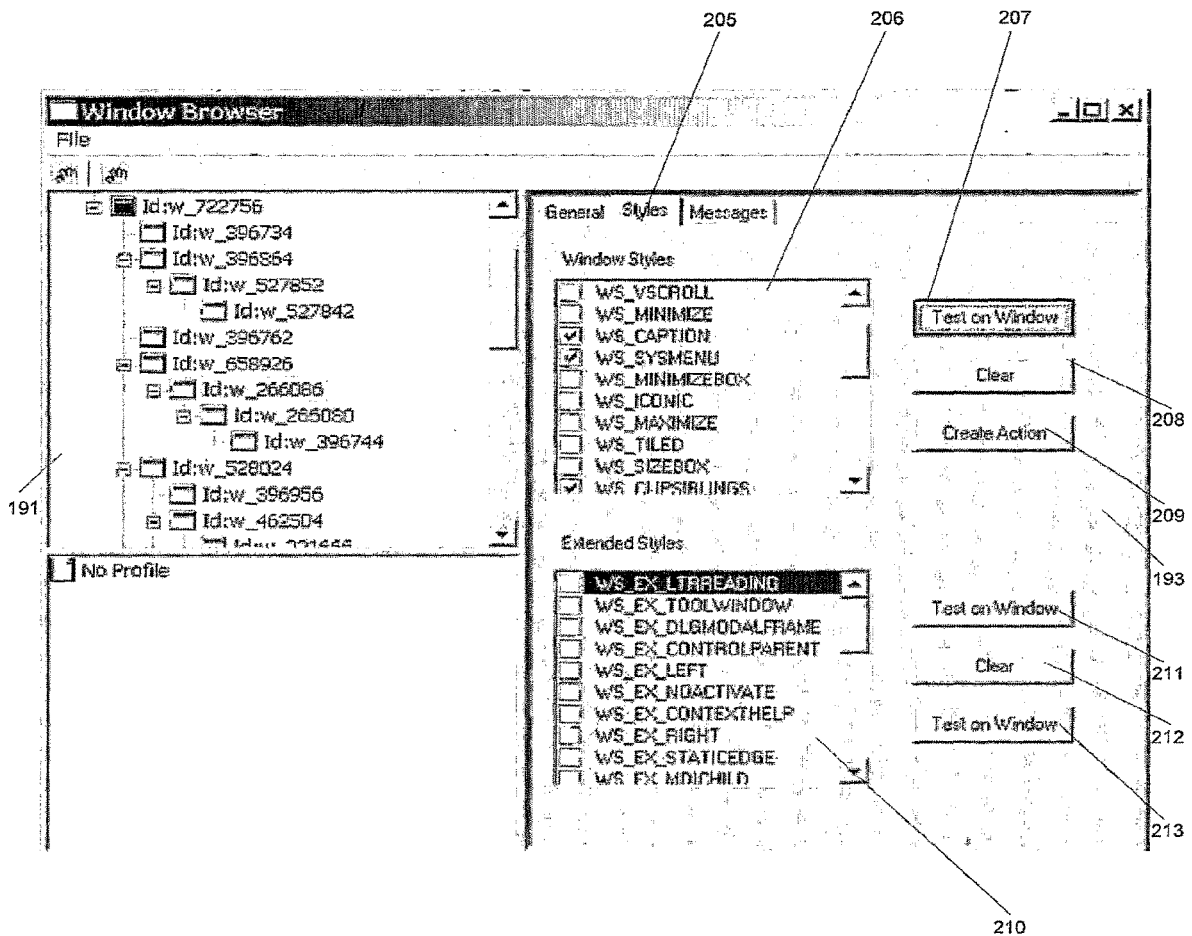 205 206 207
Window Browser
File
Id:w_722756
Id:w_396734
Id:w_396864
Id:w_527852
Id:w_527842
Id:w_395762
Id:w_658926
Id:w_266086
Id:w_265080
Id:w_396744
Id:w_528024
Id:w_396956
Id:w_462504
191
No Profile
General Styles Messages
Window Styles
WS_VSCROLL
WS_MINIMIZE
WS_CAPTION
WS_SYSMENU
WS_MINIMIZEBOX
WS_ICONIC
WS_MAXIMIZE
WS_TILED
WS_SIZEBOX
WS_CLIPSIBLINGS
Test on Window
Clear
Create Action
208
209
193
Extended Styles
WS_EX_LTRREADING
WS_EX_TOOLWINDOW
WS_EX_DLGMODALFRAME
WS_EX_CONTROLPARENT
WS_EX_LEFT
WS_EX_NOACTIVATE
WS_EX_CONTEXTHELP
WS_EX_RIGHT
WS_EX_STATICEDGE
WS_EX_MDICHILD
Test on Window
Clear
Test on Window
211
212
213
210